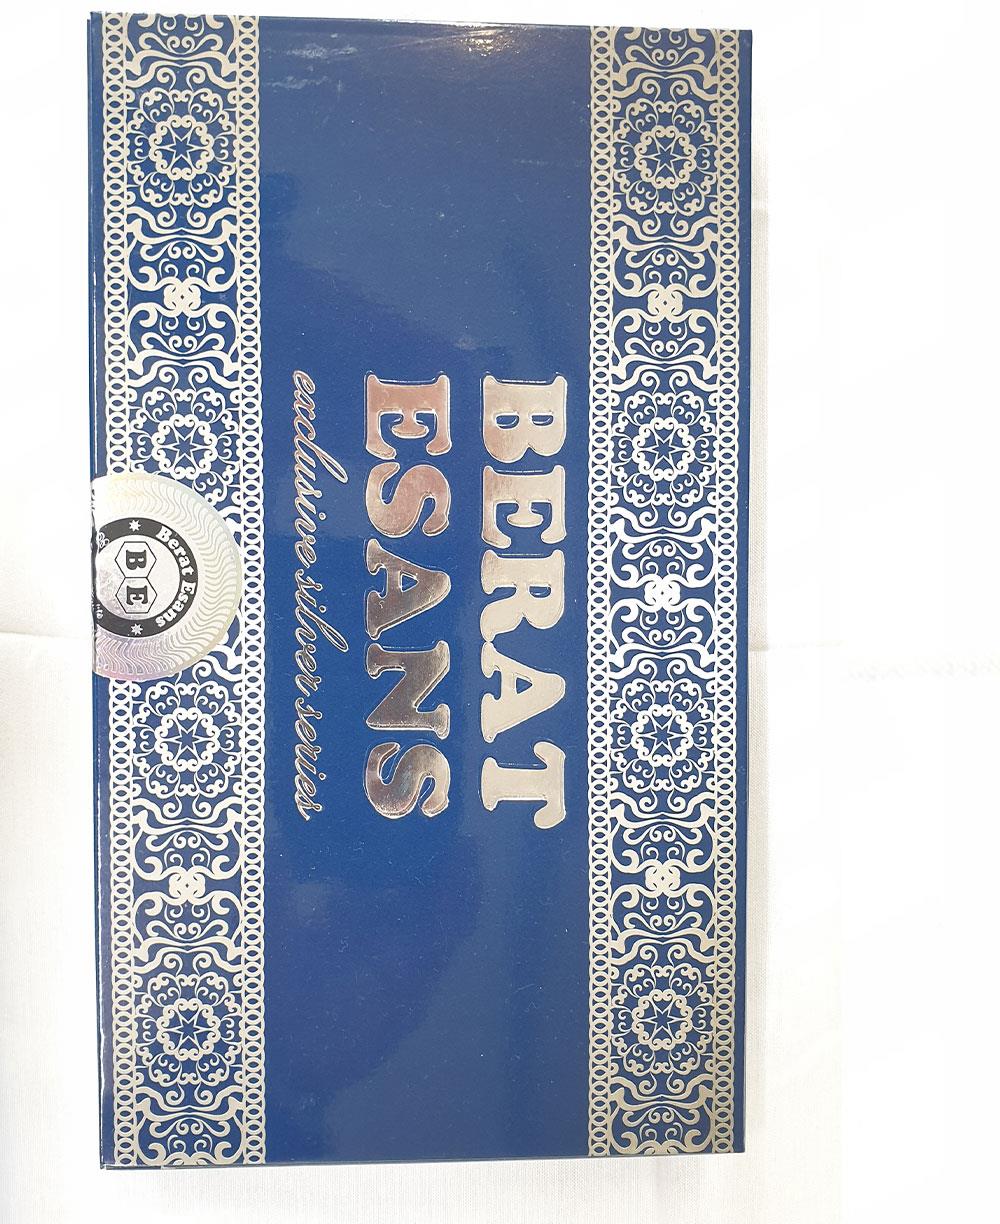 BERAT
ESANS
exclusive silver series
Berat Esans
BE